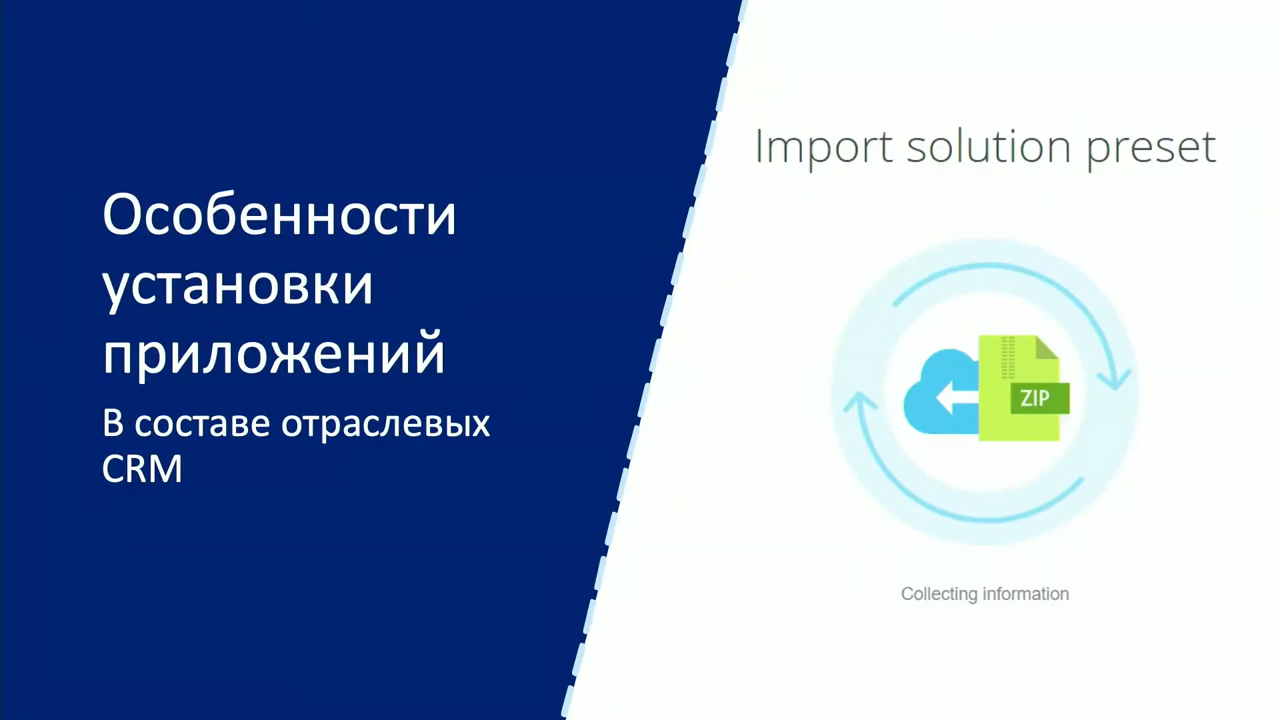 Особенности
установки
приложений
В составе отраслевых
CRM
Import solution preset
ZIP
Collecting information